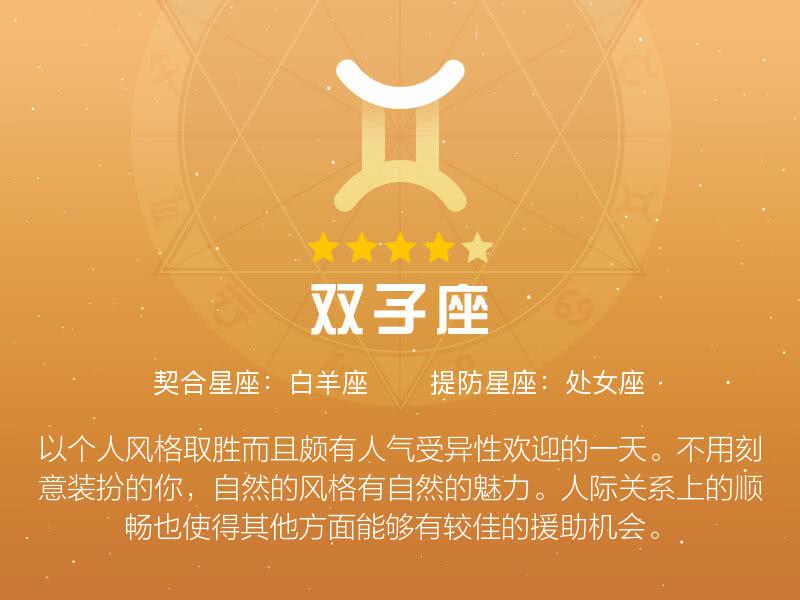 双子座
契合星座：白羊座 提防星座：处女座
以个人风格取胜而且颇有人气受异性欢迎的一天。不用刻
意装扮的你，自然的风格有自然的魅力。人际关系上的顺
畅也使得其他方面能够有较佳的援助机会。